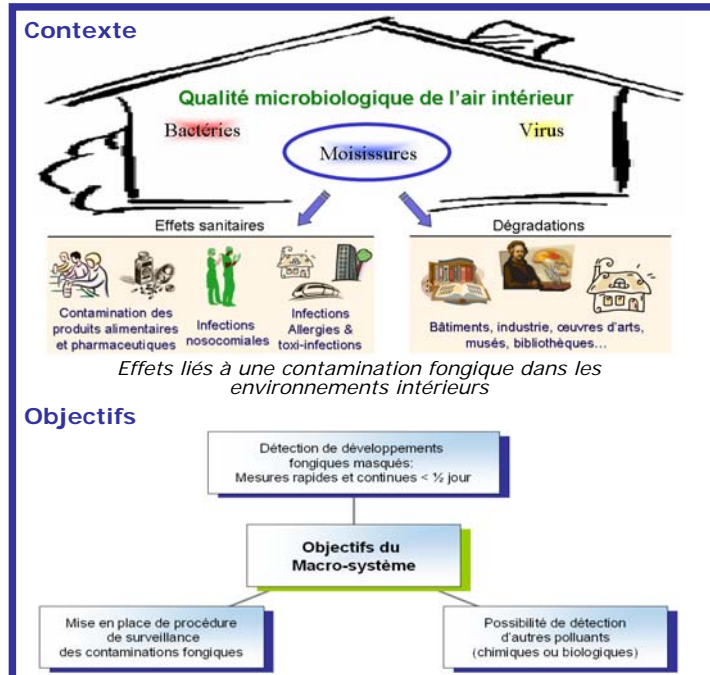 Contexte
Qualité microbiologique de l'air intérieur
Bactéries
Virus
Moisissures
Effets sanitaires
Contamination des
produits alimentaires
et pharmaceutiques
Infections
nosocomiales
Infections
Allergies &
toxi-infections
Dégradations
Bâtiments, industrie, œuvres d'arts,
musés, bibliothèques…
Effets liés à une contamination fongique dans les
environnements intérieurs
Objectifs
Détection de développements
fongiques masqués:
Mesures rapides et continues < ½ jour
Objectifs du
Macro-système
Mise en place de procédure
de surveillance
des contaminations fongiques
Possibilité de détection
d'autres polluants
(chimiques ou biologiques)